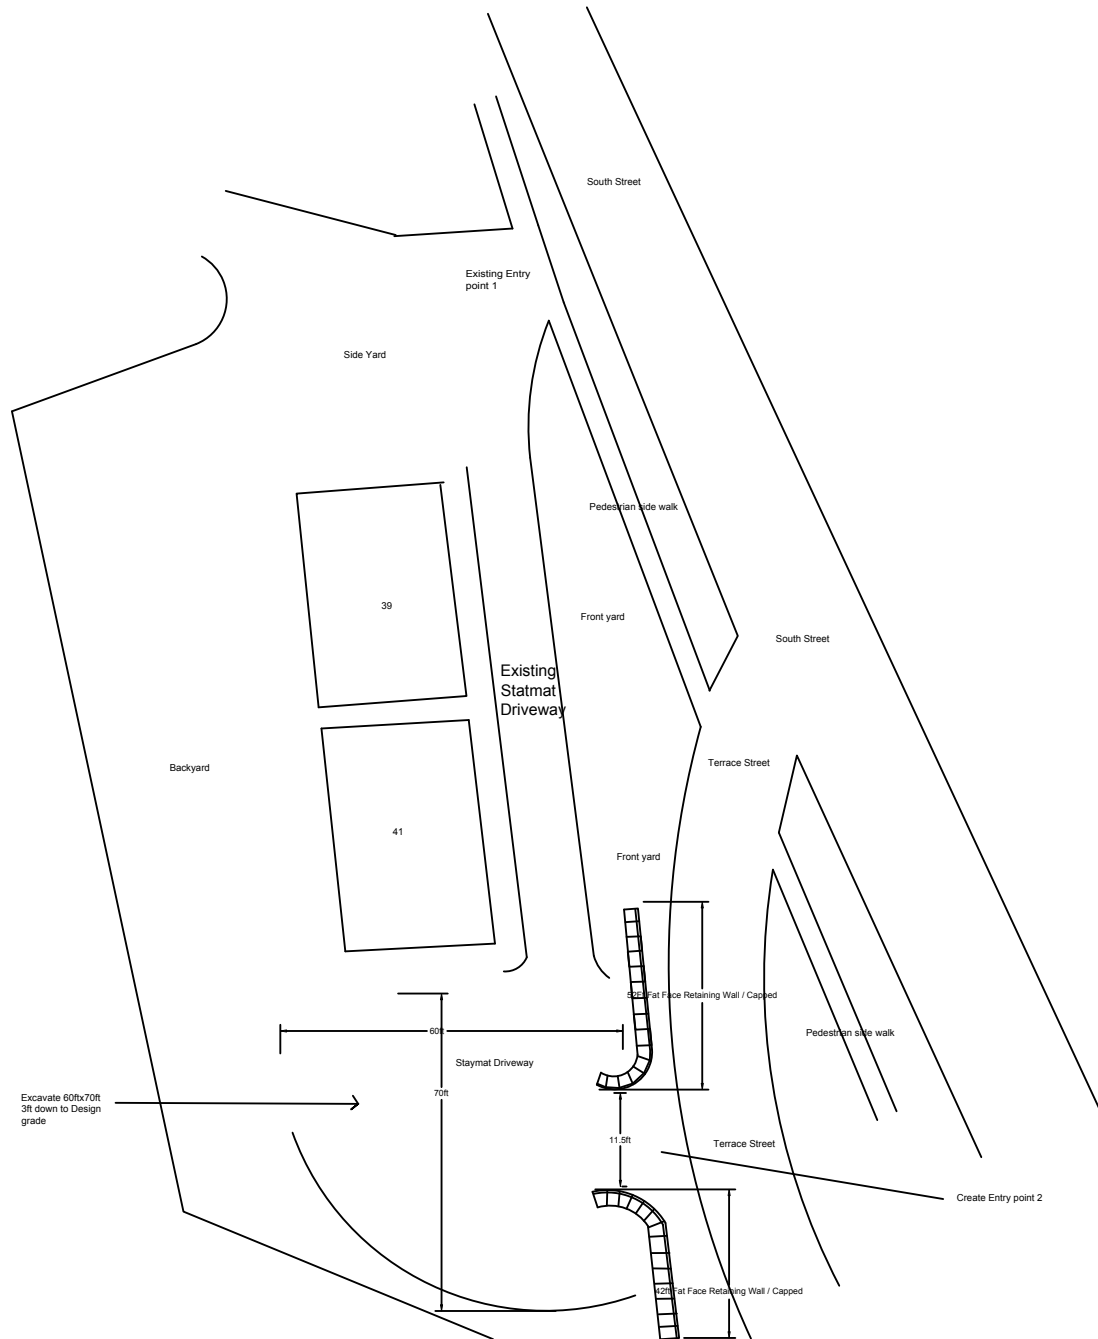 South Street
Existing Entry
point 1
Side Yard
Pedestrian side walk
39
Front yard
South Street
Existing
Statmat
Driveway
Terrace Street
Backyard
41
Front yard
52Ft Fat Face Retaining Wall / Capped
60ft
Pedestrian side walk
Staymat Driveway
70ft
Excavate 60ftx70ft
3ft down to Design
grade
11.5ft
Terrace Street
Create Entry point 2
42ft Fat Face Retaining Wall / Capped